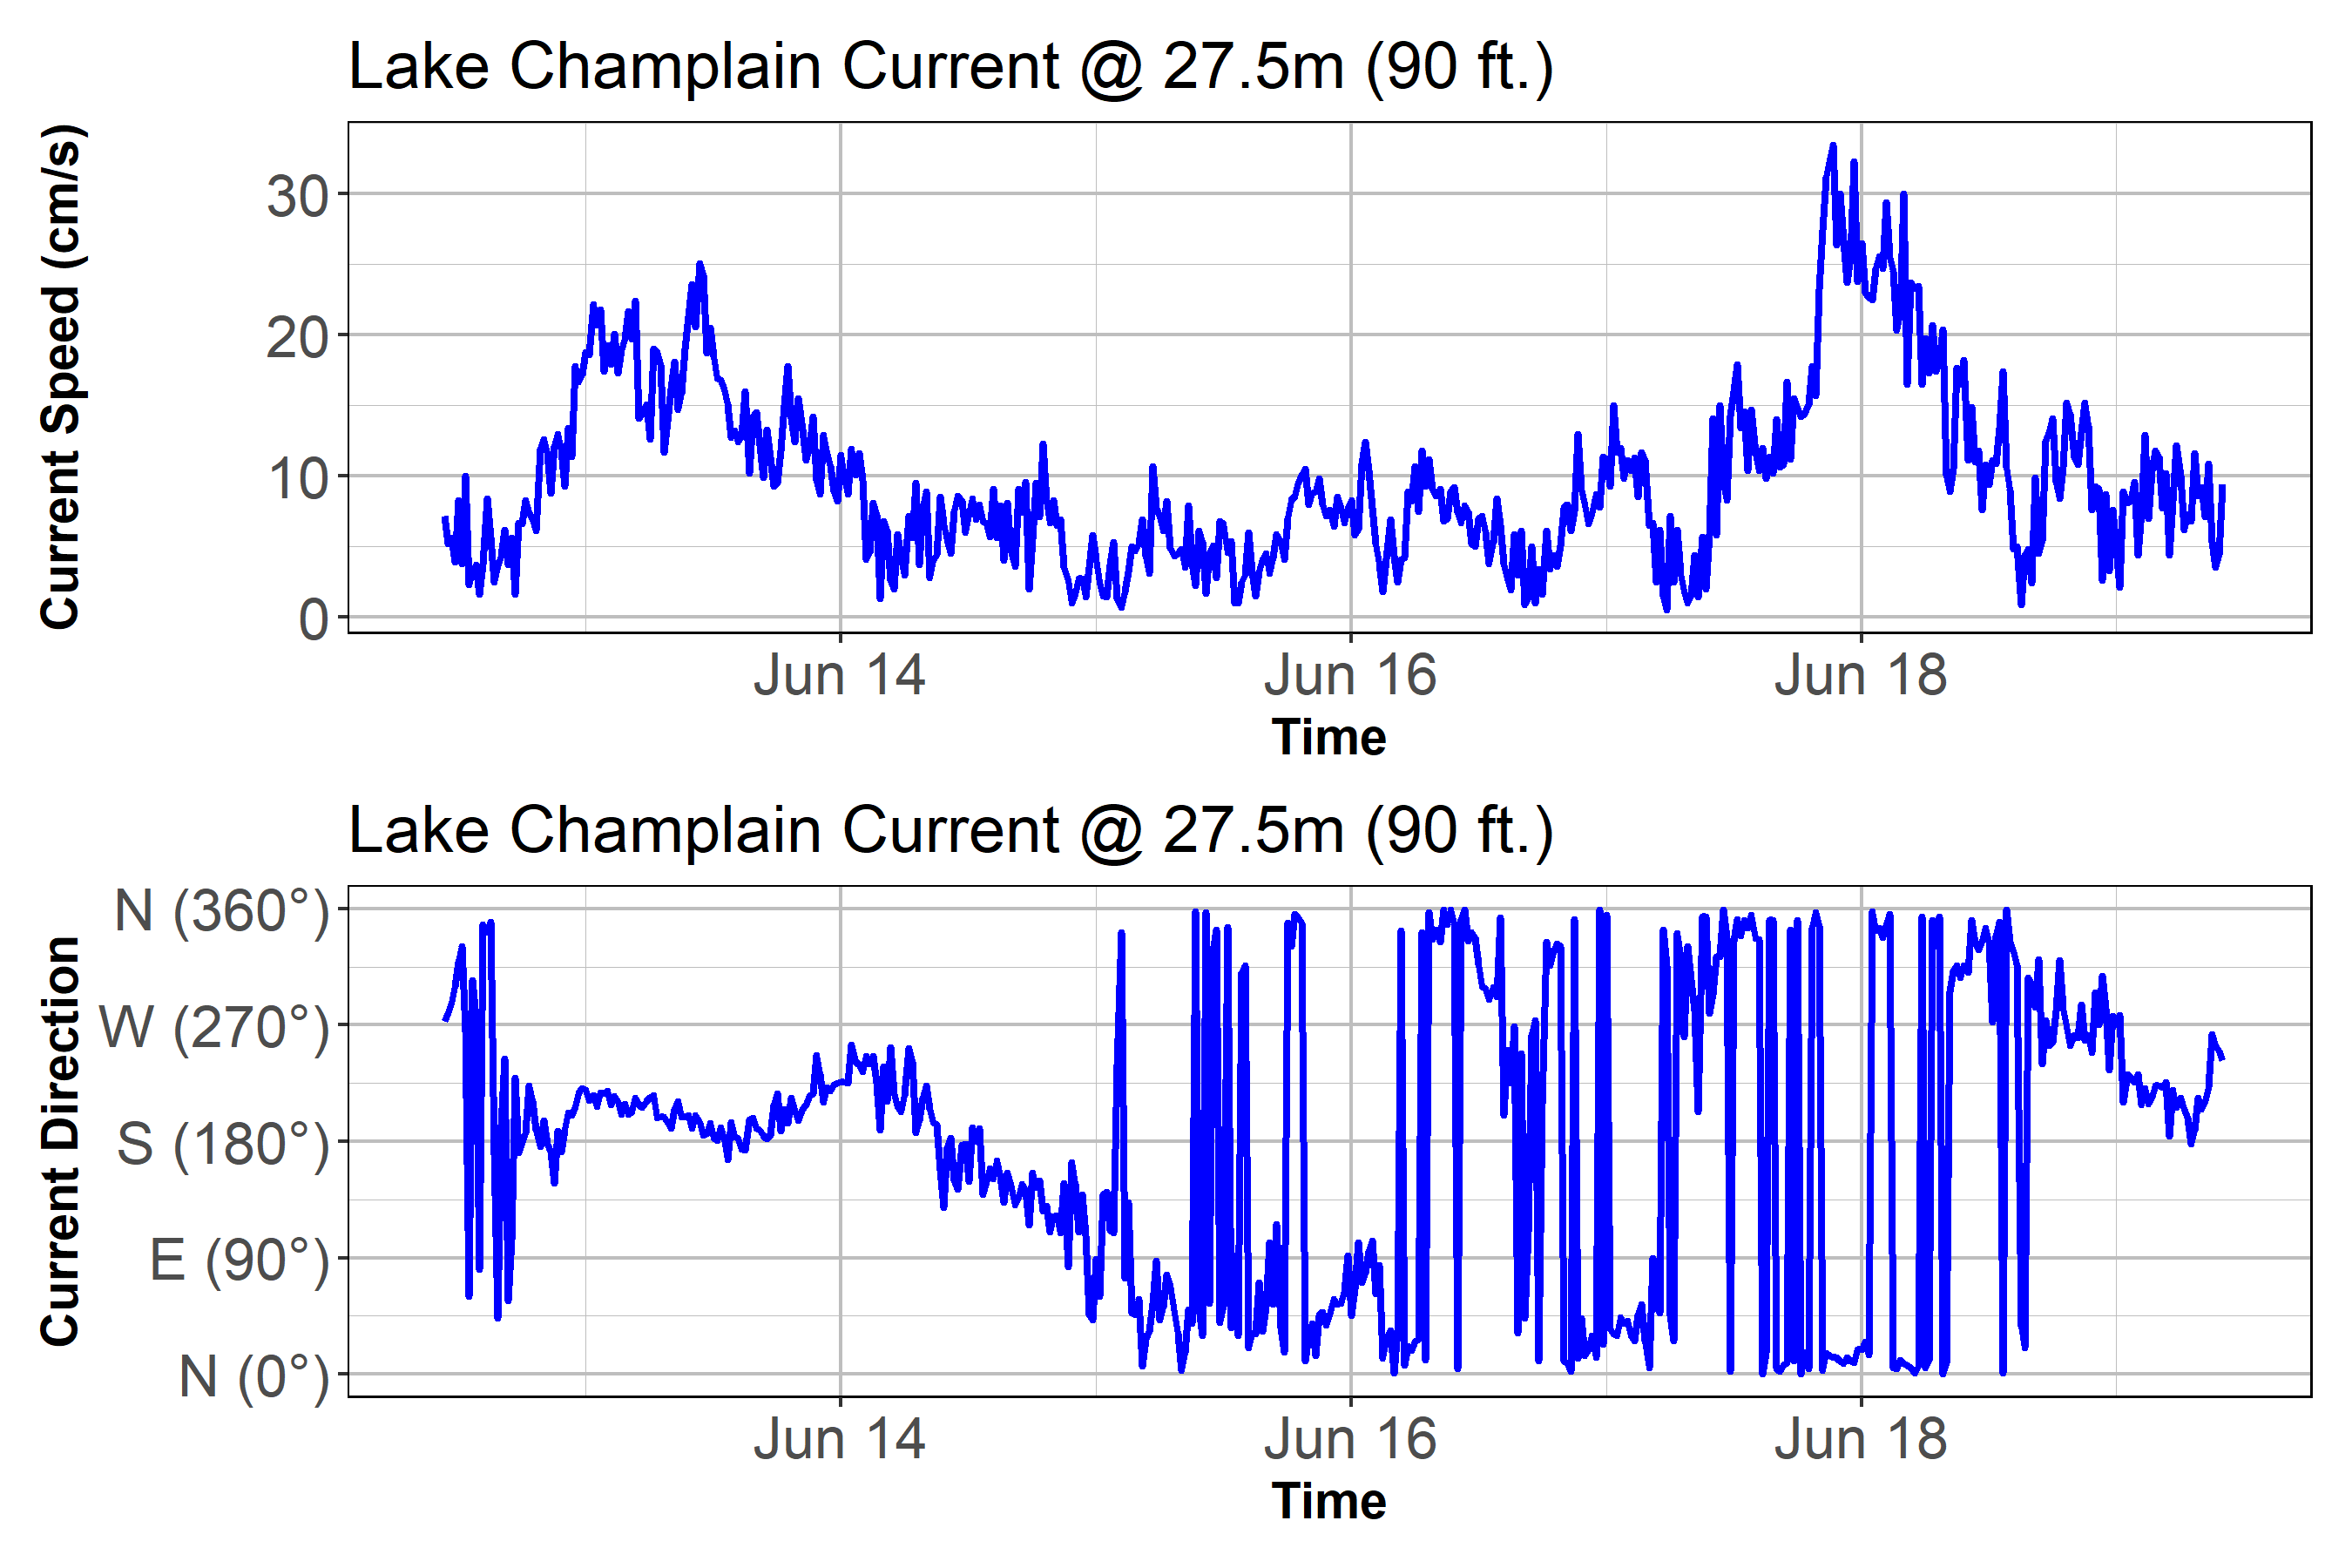 Lake Champlain Current @ 27.5m (90 ft.)
Current Speed (cm/s)
30
20
10
0
Jun 14 Jun 16 Jun 18
Time
Lake Champlain Current @ 27.5m (90 ft.)
Current Direction
N (360°)
W (270°)
S (180°)
E (90°)
N (0°)
Jun 14 Jun 16 Jun 18
Time